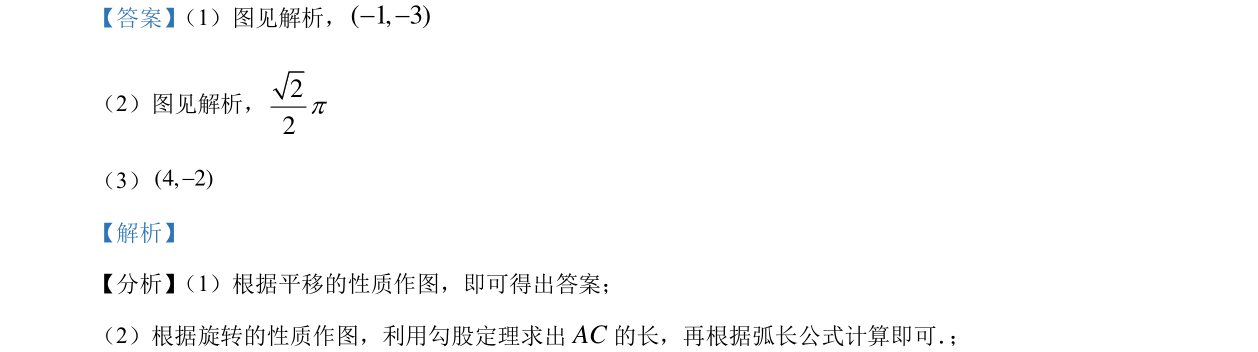 【答案】（1）图见解析，(−1,−3)
（2）图见解析，$\frac{\sqrt{2}}{2}\pi$
（3）(4,−2)
【解析】
【分析】（1）根据平移的性质作图，即可得出答案；
（2）根据旋转的性质作图，利用勾股定理求出 AC 的长，再根据弧长公式计算即可.；